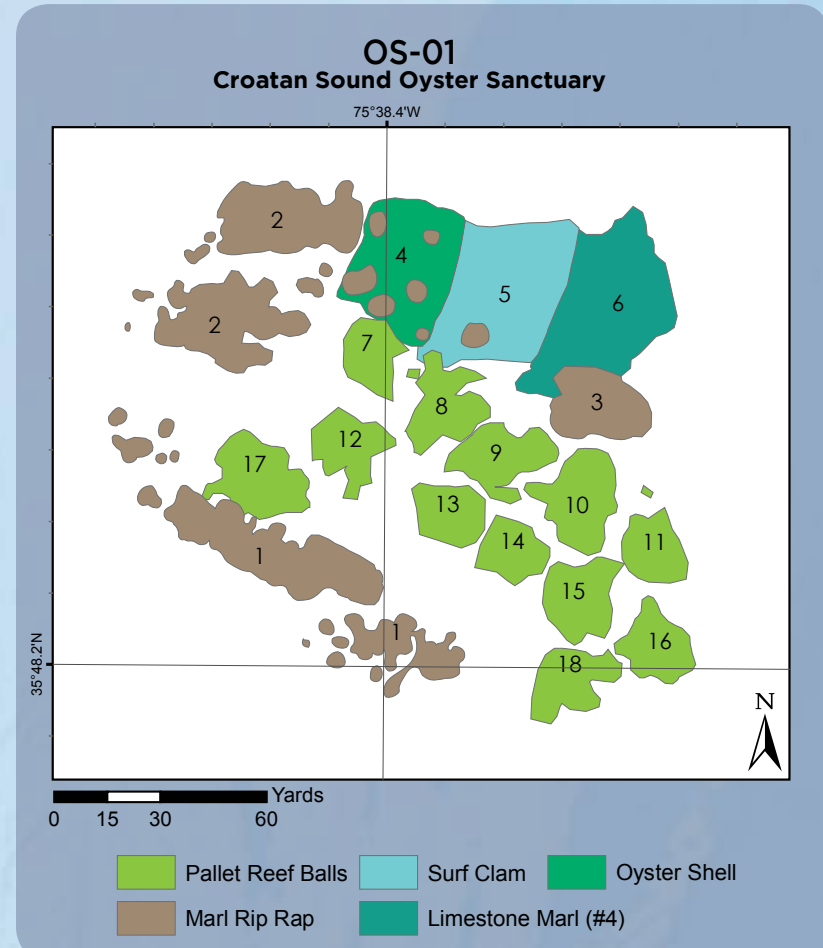 OS-01
Croatan Sound Oyster Sanctuary
75°38.4'W
2
4
5
6
2
7
3
8
12
9
17
10
13
14
11
1
15
1
16
18
35°48.2'N
N
Yards
0 15 30 60
Pallet Reef Balls Surf Clam Oyster Shell
Marl Rip Rap Limestone Marl (#4)